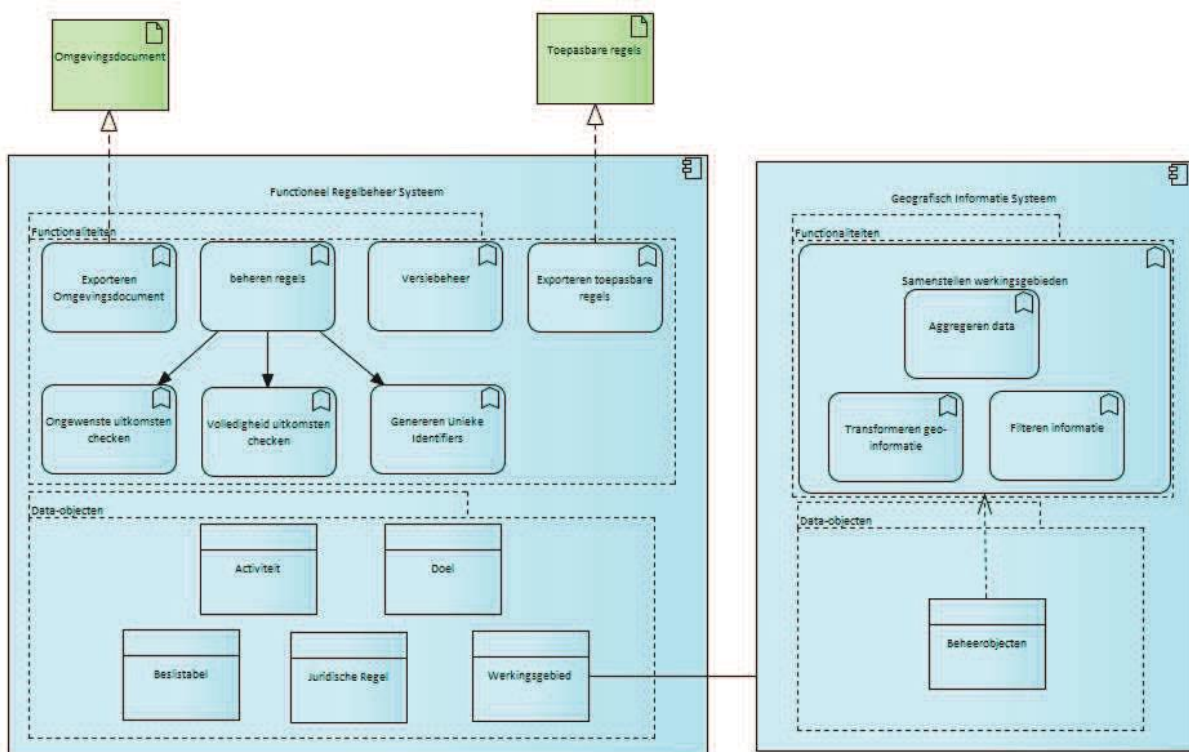 Omgevingsdocument
Toepasbare regels
Functioneel Regelbeheer Systeem
Functionaliteiten
Exporteren
Omgevingsdocument
beheren regels
Versiebeheer
Exporteren toepasbare
regels
Ongewenste uitkomsten
checken
Volledigheid uitkomsten
checken
Genereren Unieke
Identifiers
Data-objecten
Activiteit
Doel
Beslistabel
Juridische Regel
Werkingsgebied
Geografisch Informatie Systeem
Functionaliteiten
Samenstellen werkingsgebieden
Aggregeren data
Transformeren geo-
informatie
Filteren informatie
Data-objecten
Beheerobjecten